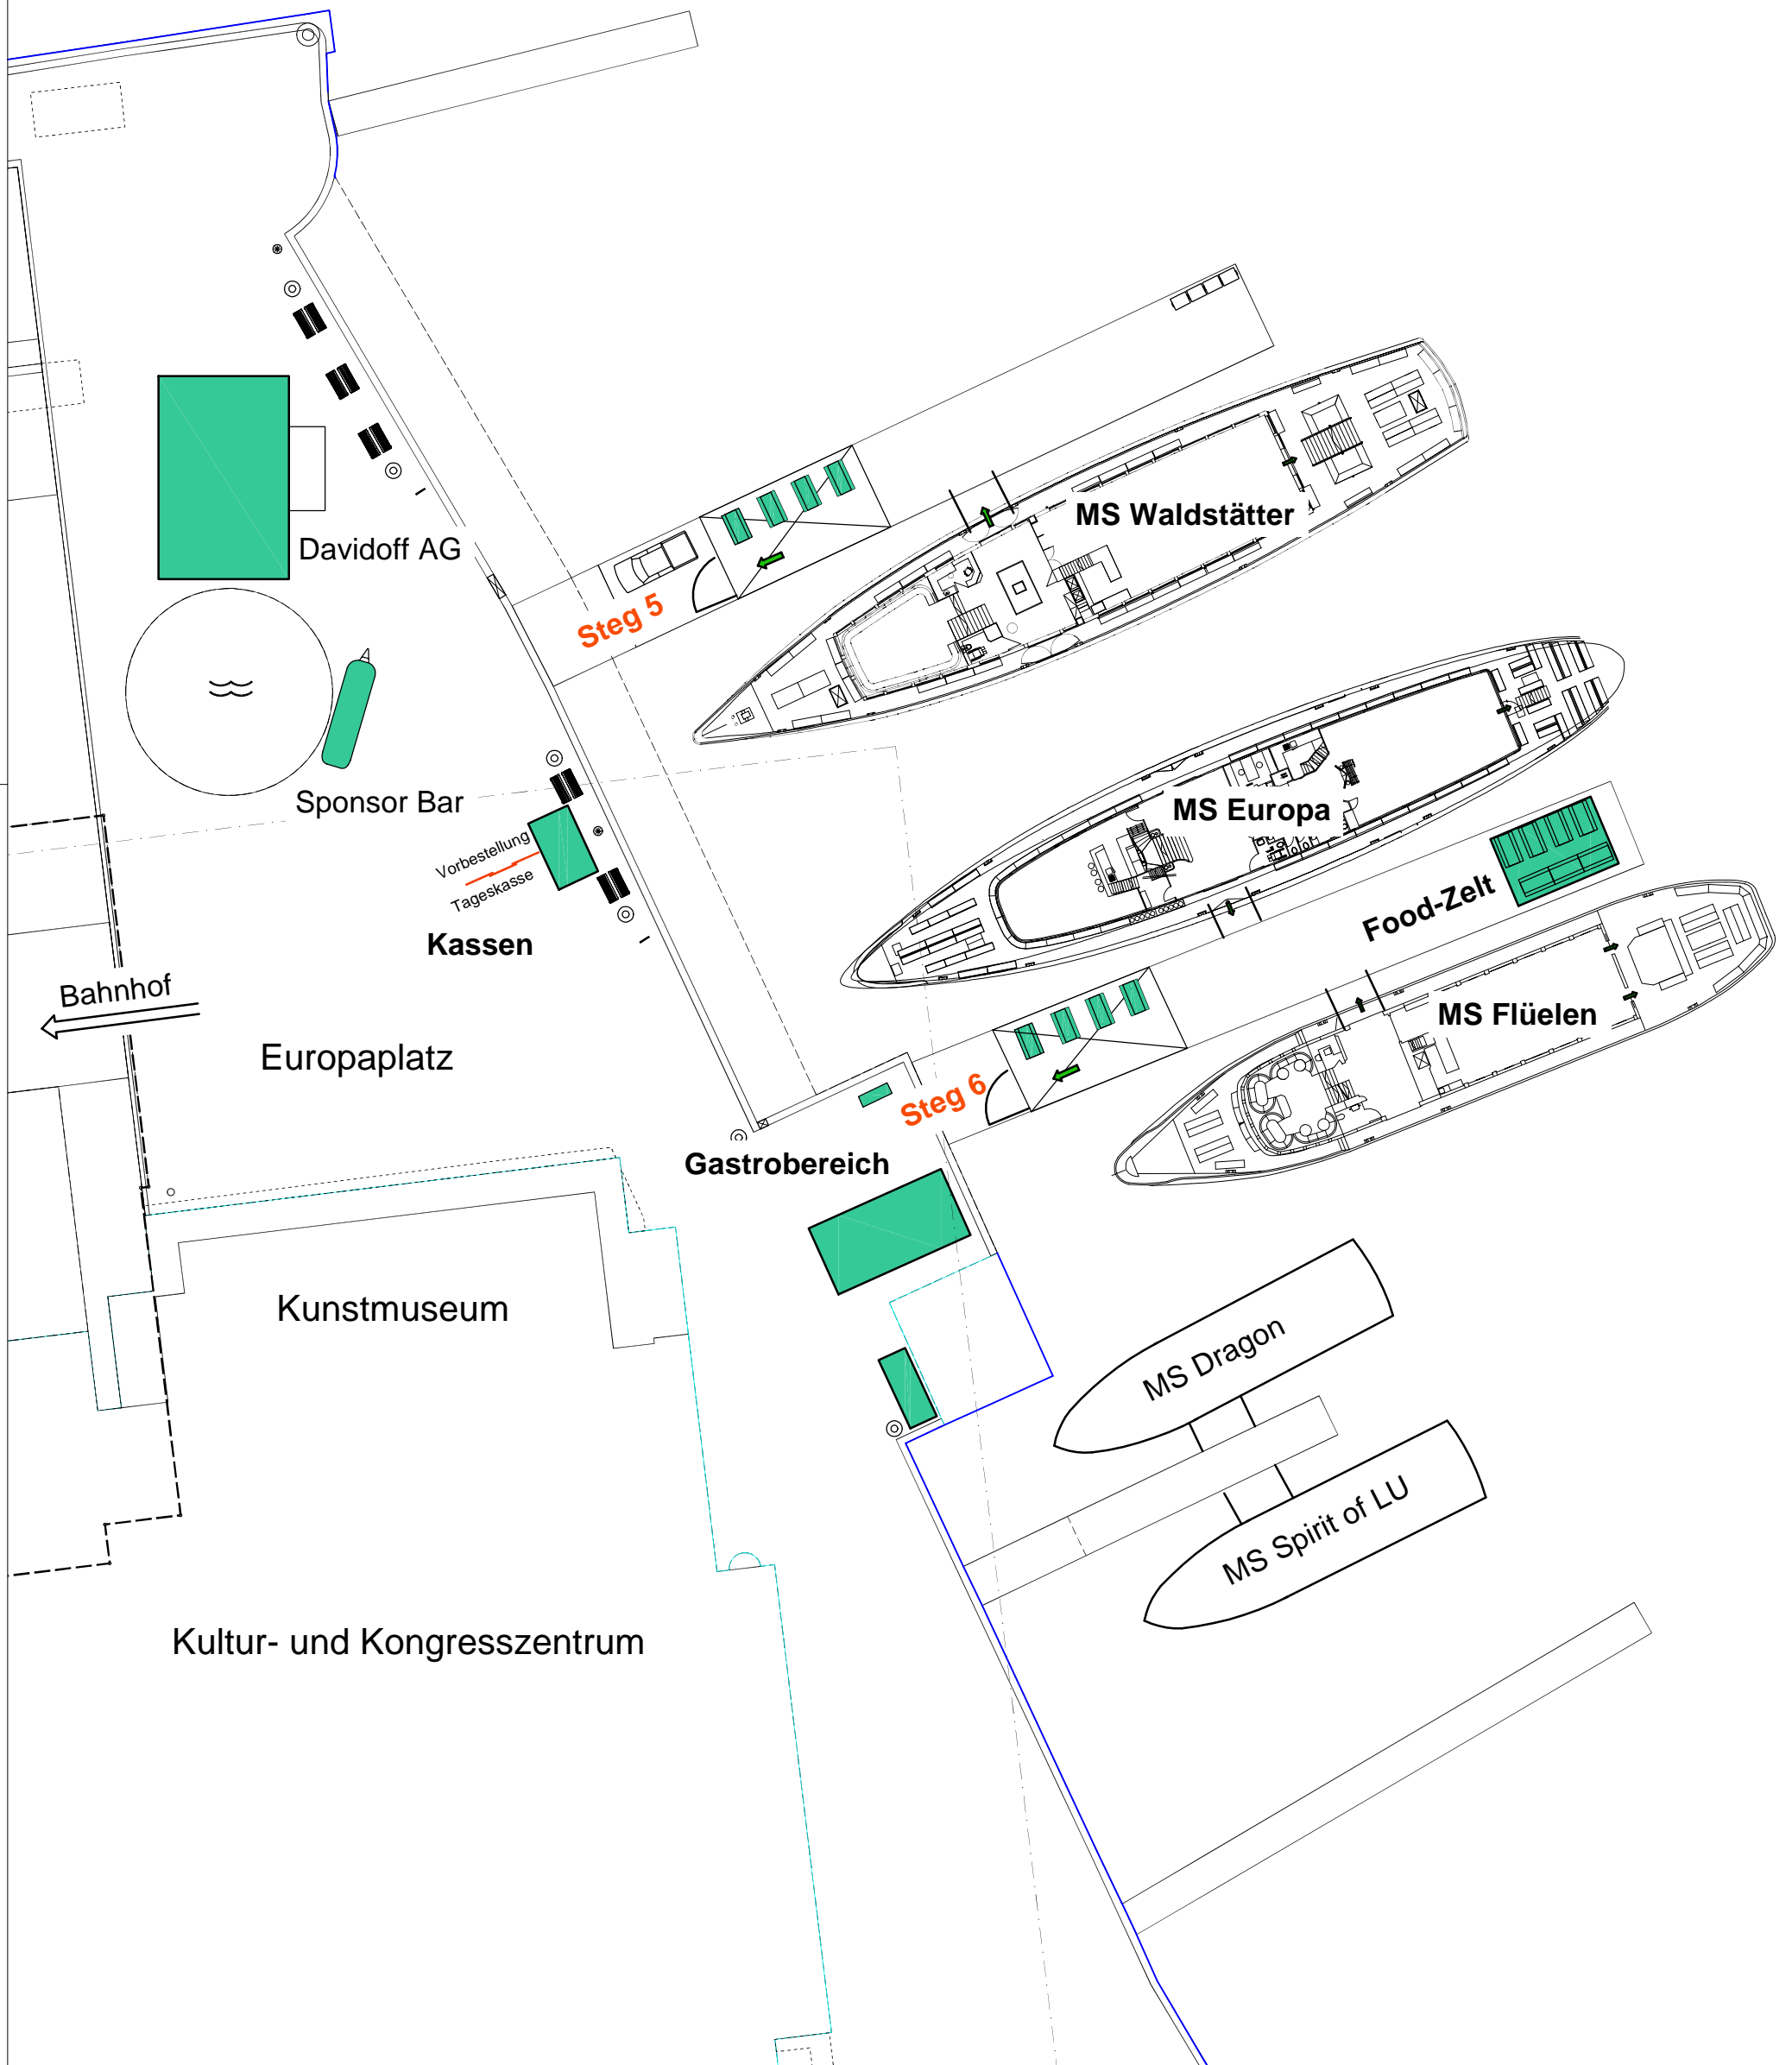 MS Waldstätter
Davidoff AG
Steg 5
Sponsor Bar
MS Europa
Vorbestellung
Tageskasse
Food-Zelt
Kassen
Bahnhof
MS Flüelen
Europaplatz
Steg 6
Gastrobereich
Kunstmuseum
MS Dragon
MS Spirit of LU
Kultur- und Kongresszentrum